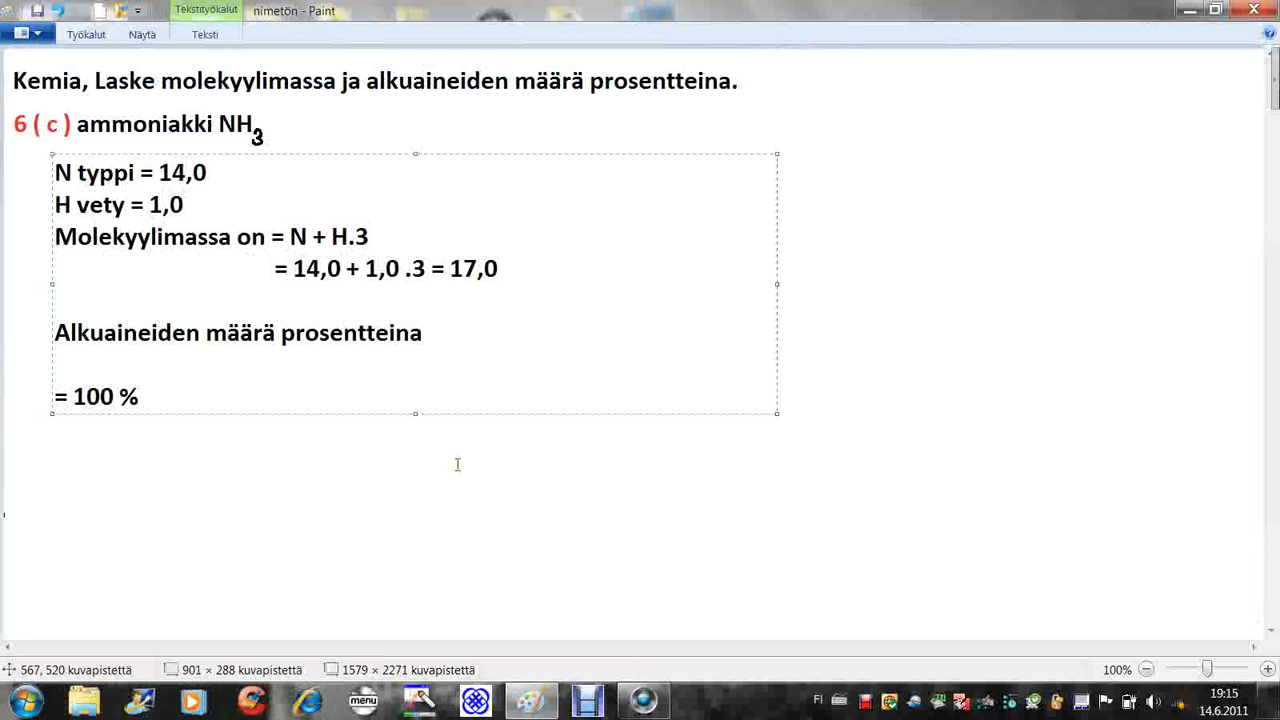 Tekstityökalut
nimetön - Paint
Työkalut Näytä Teksti
Kemia, Laske molekyylimassa ja alkuaineiden määrä prosentteina.
6 ( c ) ammoniakki NH3
N typpi = 14,0
H vety = 1,0
Molekyylimassa on = N + H.3
= 14,0 + 1,0 .3 = 17,0
Alkuaineiden määrä prosentteina
= 100 %
567, 520 kuvapistettä 901 × 288 kuvapistettä 1579 × 2271 kuvapistettä 100%
menu FI 19:15
14.6.2011